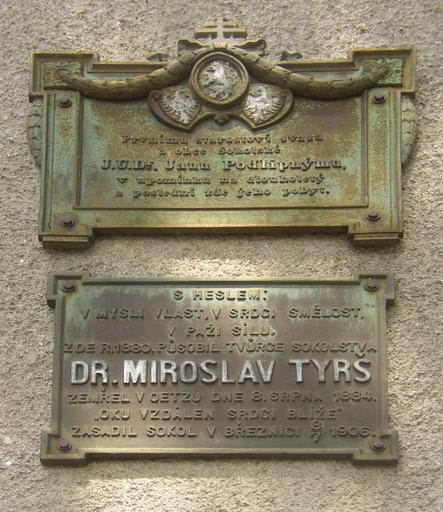 Prvnímu starostovi svazu
a obce Sokolské
J.U.Dr. Janu Podlipnýmu,
v upomínku na dlouholetý
a poslední zde jeho pobyt.
S HESLEM:
V MYSLI VLAST, V SRDCI SMĚLOST,
V PAŽI SÍLU,
ZDE R. 1880. PŮSOBIL TVŮRCE SOKOLSTVA
DR. MIROSLAV TYRŠ
ZEMŘEL V OETZU DNE 8. SRPNA 1884.
„OKU VZDÁLEN SRDCI BLÍŽE"
ZASADIL SOKOL V BŘEZNICI 8/7 1906.